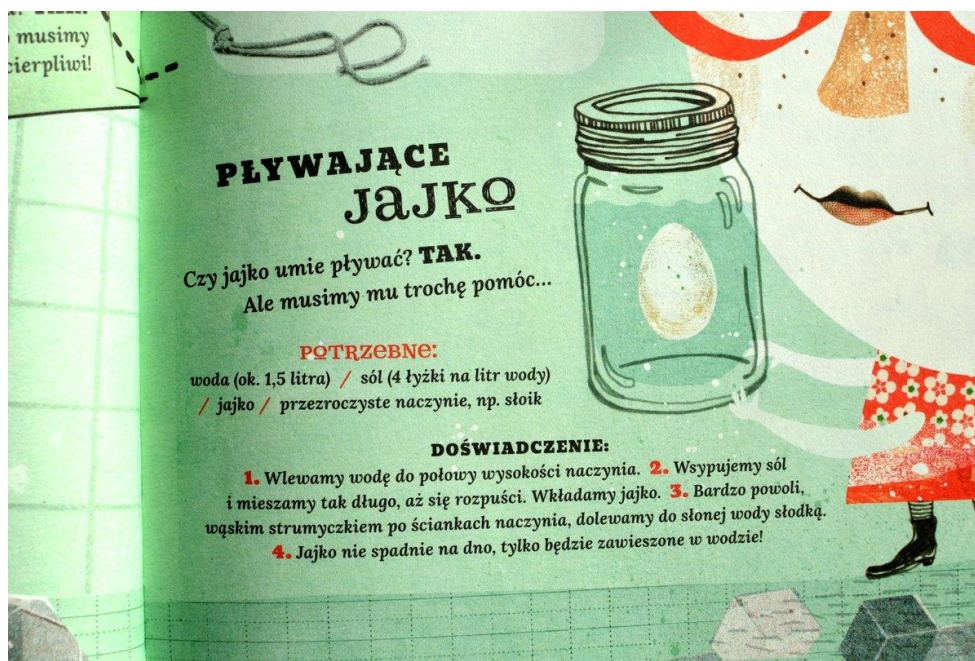 musimy
cierpliwi!
PŁYWAJĄCE
JAJKO
Czy jajko umie pływać? TAK.
Ale musimy mu trochę pomóc...
POTRZEBNE:
woda (ok. 1,5 litra) / sól (4 łyżki na litr wody)
/ jajko / przezroczyste naczynie, np. słoik
DOŚWIADCZENIE:
1. Wlewamy wodę do połowy wysokości naczynia. 2. Wsypujemy sól
i mieszamy tak długo, aż się rozpuści. Wkładamy jajko. 3. Bardzo powoli,
wąskim strumyczkiem po ściankach naczynia, dolewamy do słonej wody słodką.
4. Jajko nie spadnie na dno, tylko będzie zawieszone w wodzie!